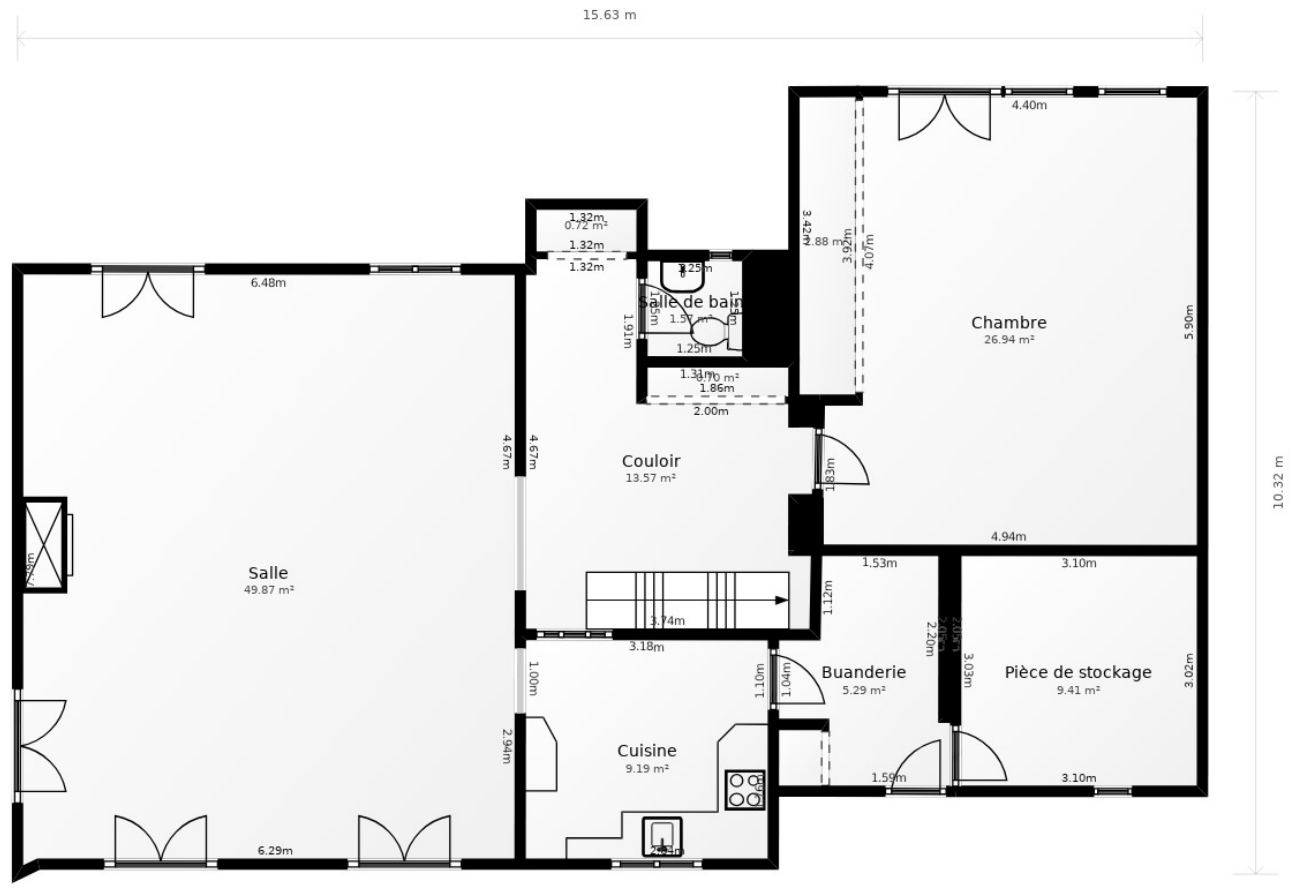 15.63 m
4.40m
1.32m
0.72 m²
1.32m
1.32m
3.42m
2.88 m²
3.92m
4.07m
6.48m
1.25m
Salle de bain
1.57 m²
1.25m
1.91m
Chambre
26.94 m²
5.90m
1.31m
0.70 m²
1.86m
2.00m
4.67m
4.67m
Couloir
13.57 m²
1.83m
10.32 m
4.94m
Salle
49.87 m²
1.53m
3.10m
1.12m
3.74m
2.20m
3.18m
1.00m
1.10m
1.04m
Buanderie
5.29 m²
3.03m
Pièce de stockage
9.41 m²
3.02m
2.94m
Cuisine
9.19 m²
1.59m
3.10m
6.29m